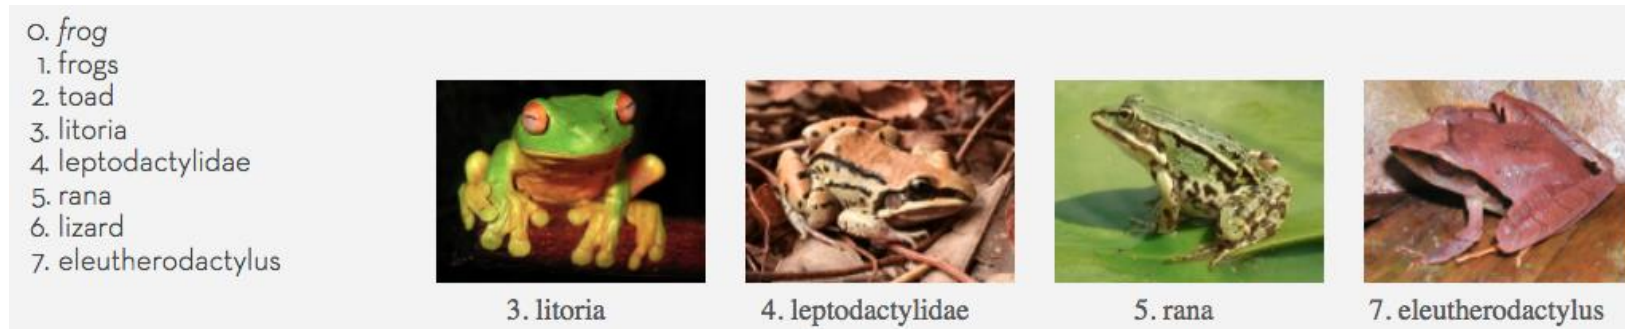 0. frog
1. frogs
2. toad
3. litoria
4. leptodactylidae
5. rana
6. lizard
7. eleutherodactylus
3. litoria
4. leptodactylidae
5. rana
7. eleutherodactylus